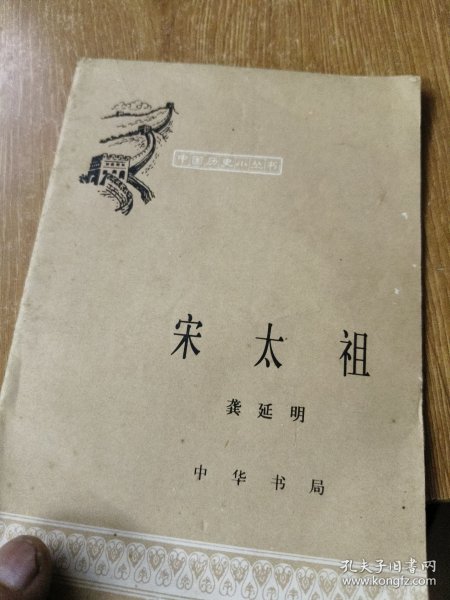 中国历史小丛书
宋太祖
龚延明
中华书局
孔夫子旧书网
www.kongfz.com